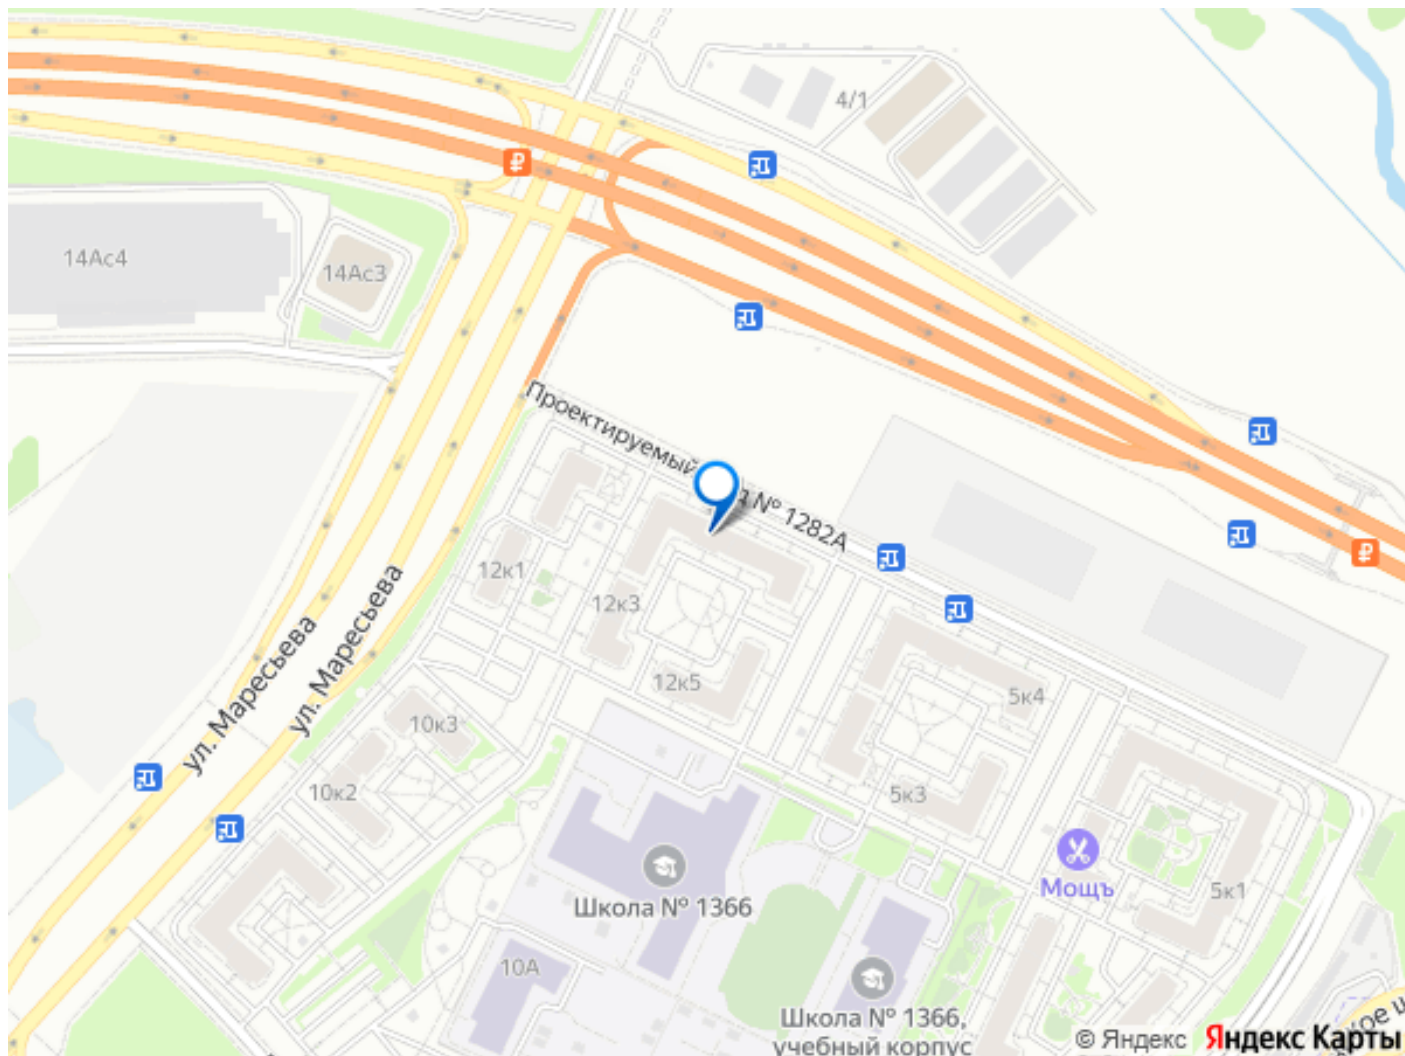 4/1
14Ас4
14Ас3
Проектируемый
д № 1282А
12к1
12к3
12к5
ул. Маресьева
ул. Маресьева
10к3
10к2
5к4
5к3
5к1
Мощъ
Школа № 1366
10А
Школа № 1366,
учебный корпус
кое ш
© Яндекс Яндекс Карты